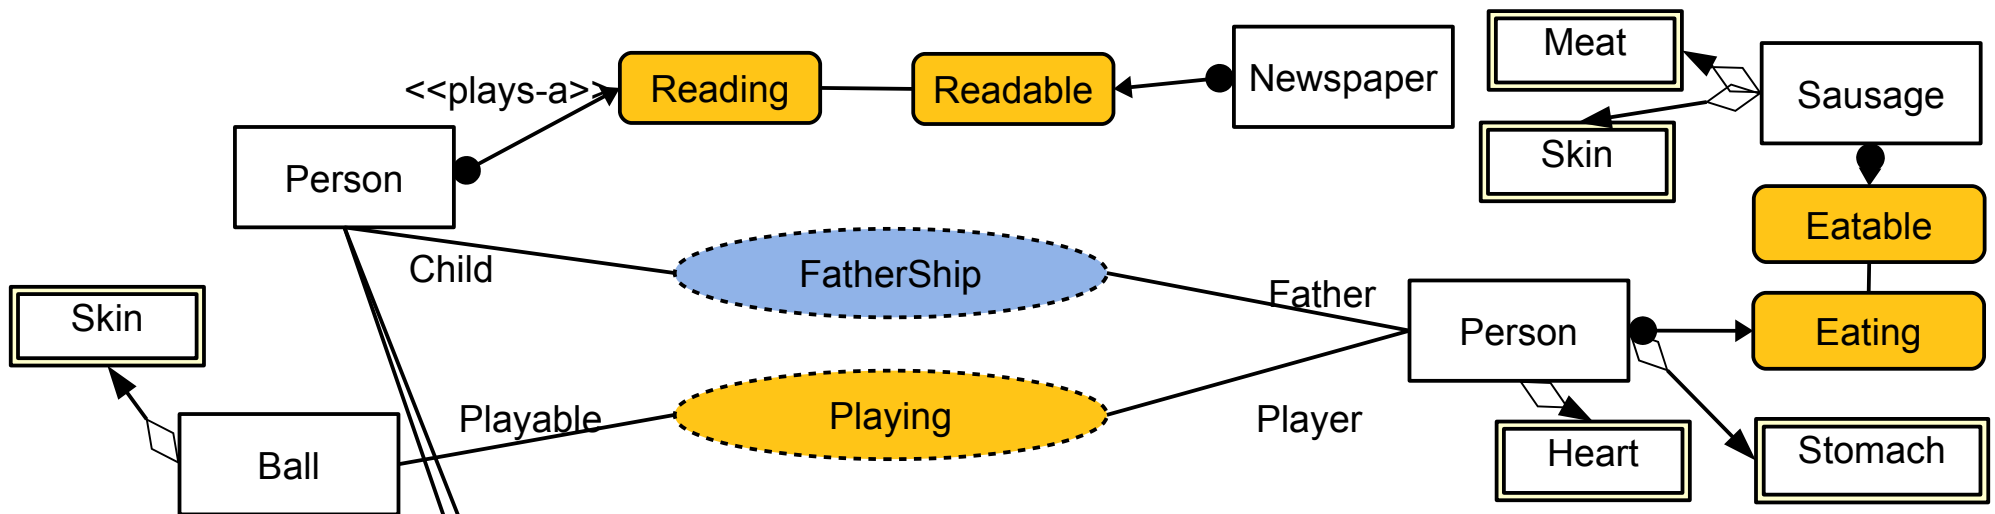 Meat
<<plays-a>>
Reading
Readable
Newspaper
Sausage
Skin
Person
Eatable
Child
FatherShip
Father
Skin
Person
Eating
Playable
Playing
Player
Ball
Heart
Stomach